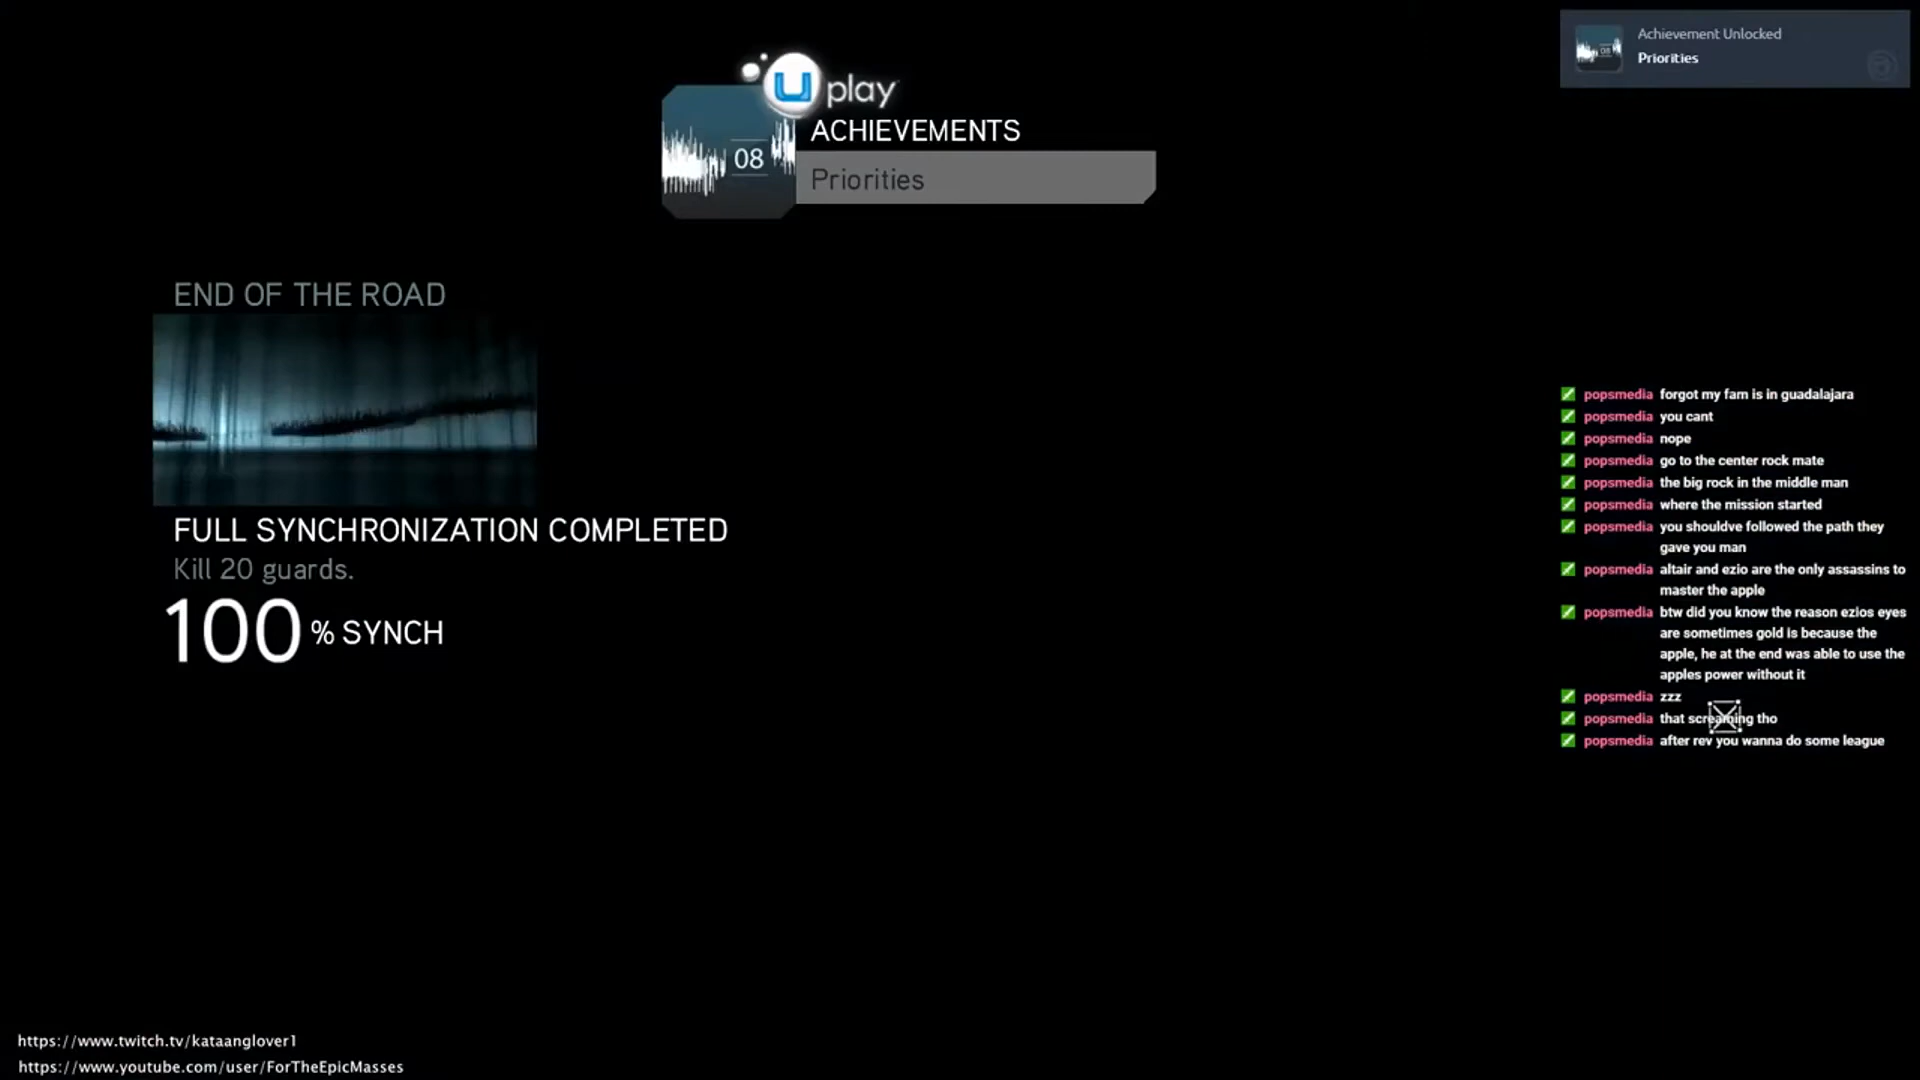 Achievement Unlocked
Priorities
08
U play
ACHIEVEMENTS
08
Priorities
END OF THE ROAD
FULL SYNCHRONIZATION COMPLETED
Kill 20 guards.
100 % SYNCH
popsmedia forgot my fam is in guadalajara
popsmedia you cant
popsmedia nope
popsmedia go to the center rock mate
popsmedia the big rock in the middle man
popsmedia where the mission started
popsmedia you shouldve followed the path they
gave you man
popsmedia altair and ezio are the only assassins to
master the apple
popsmedia btw did you know the reason ezios eyes
are sometimes gold is because the
apple, he at the end was able to use the
apples power without it
popsmedia zzz
popsmedia that screaming tho
popsmedia after rev you wanna do some league
https://www.twitch.tv/kataanglover1
https://www.youtube.com/user/ForTheEpicMasses